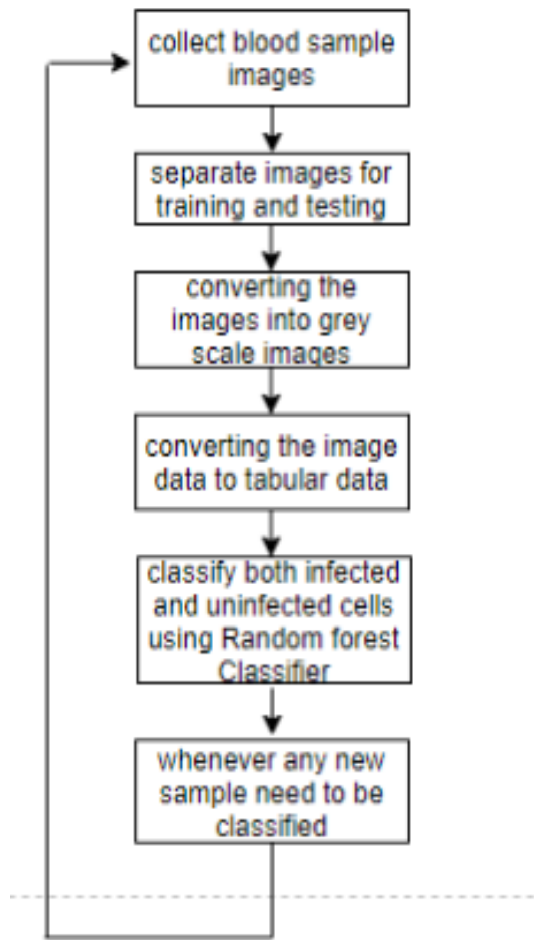 collect blood sample
images
separate images for
training and testing
converting the
images into grey
scale images
converting the image
data to tabular data
classify both infected
and uninfected cells
using Random forest
Classifier
whenever any new
sample need to be
classified